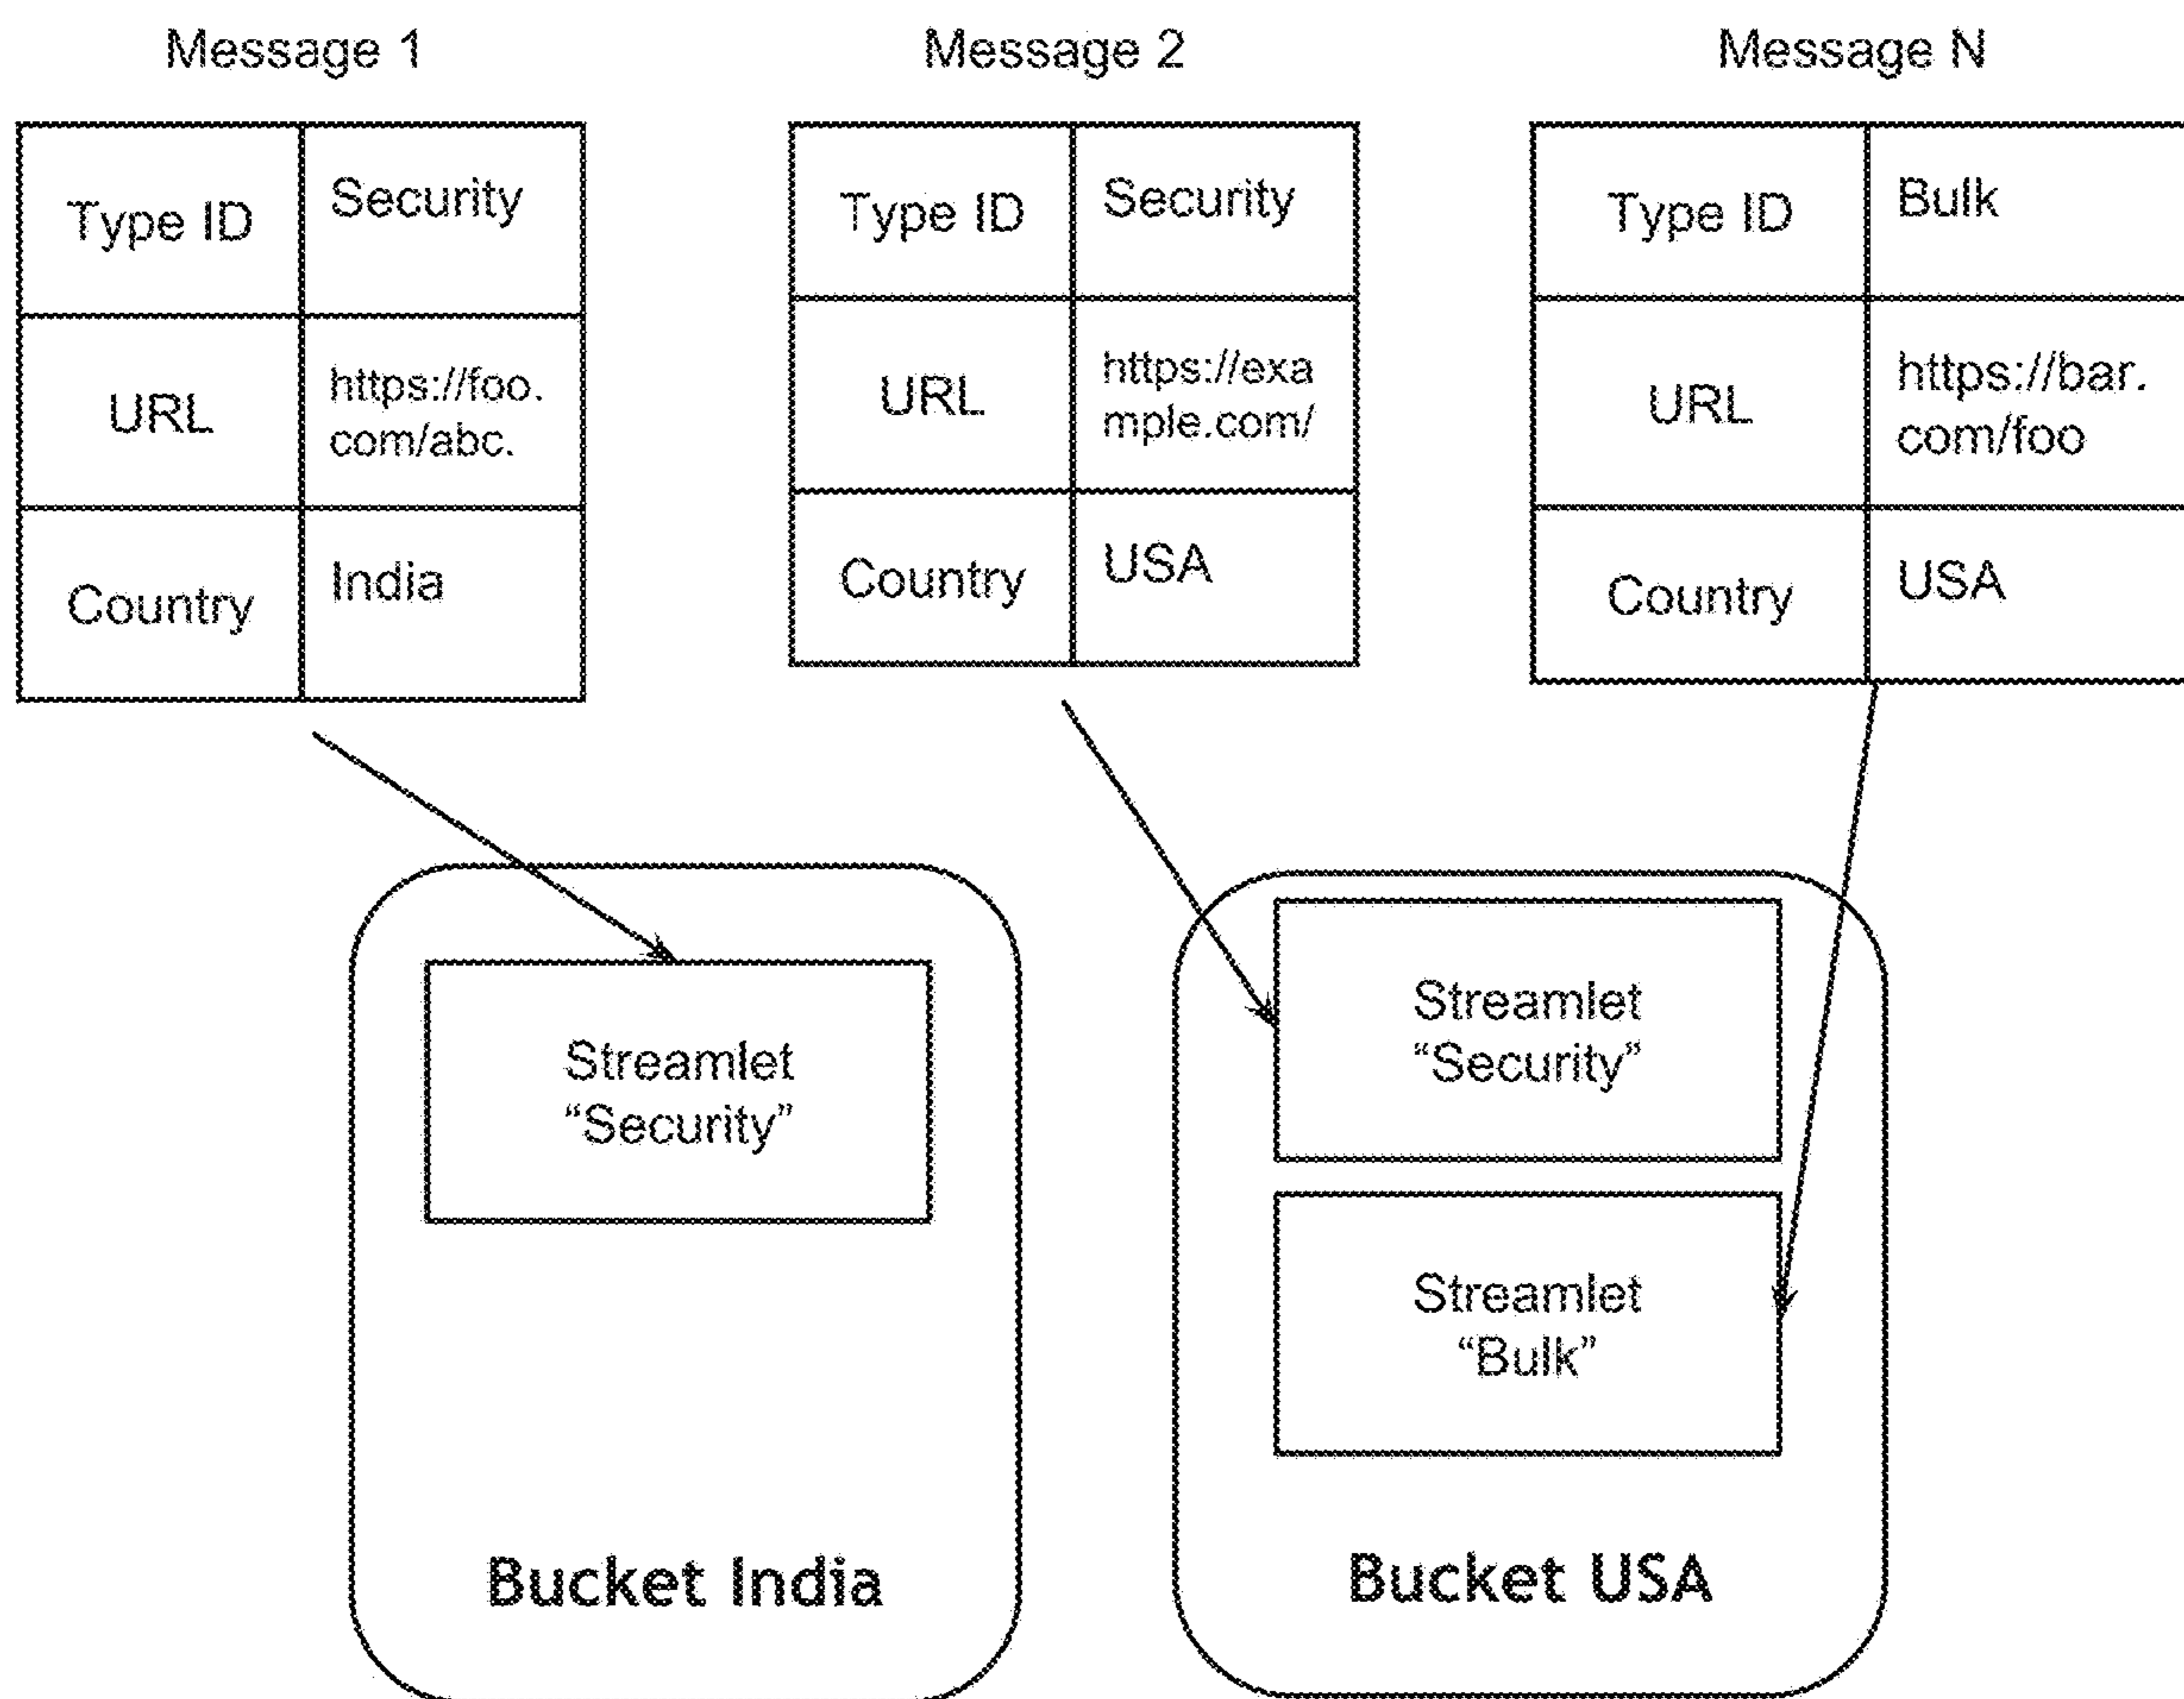 Message 1
Type ID
Security
URL
https://foo.
com/abc.
Country
India
Message 2
Type ID
Security
URL
https://exa
mple.com/
Country
USA
Message N
Type ID
Bulk
URL
https://bar.
com/foo
Country
USA
Streamlet
“Security”
Bucket India
Streamlet
“Security”
Streamlet
“Bulk”
Bucket USA